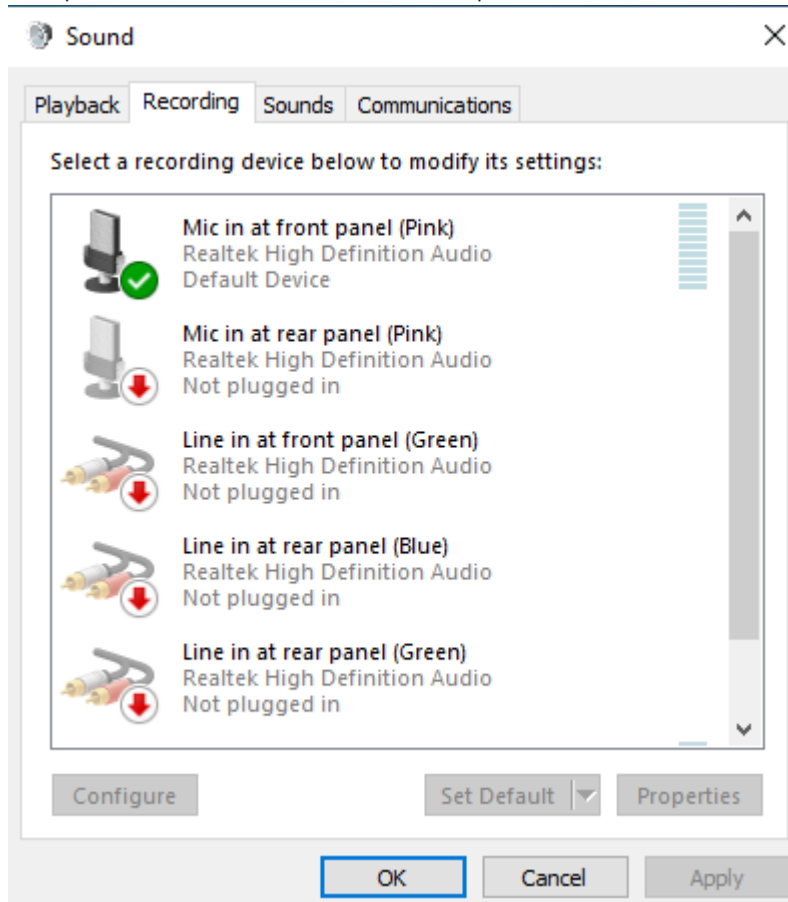 Sound
Playback Recording Sounds Communications
Select a recording device below to modify its settings:
Mic in at front panel (Pink)
Realtek High Definition Audio
Default Device
Mic in at rear panel (Pink)
Realtek High Definition Audio
Not plugged in
Line in at front panel (Green)
Realtek High Definition Audio
Not plugged in
Line in at rear panel (Blue)
Realtek High Definition Audio
Not plugged in
Line in at rear panel (Green)
Realtek High Definition Audio
Not plugged in
Configure Set Default Properties
OK Cancel Apply